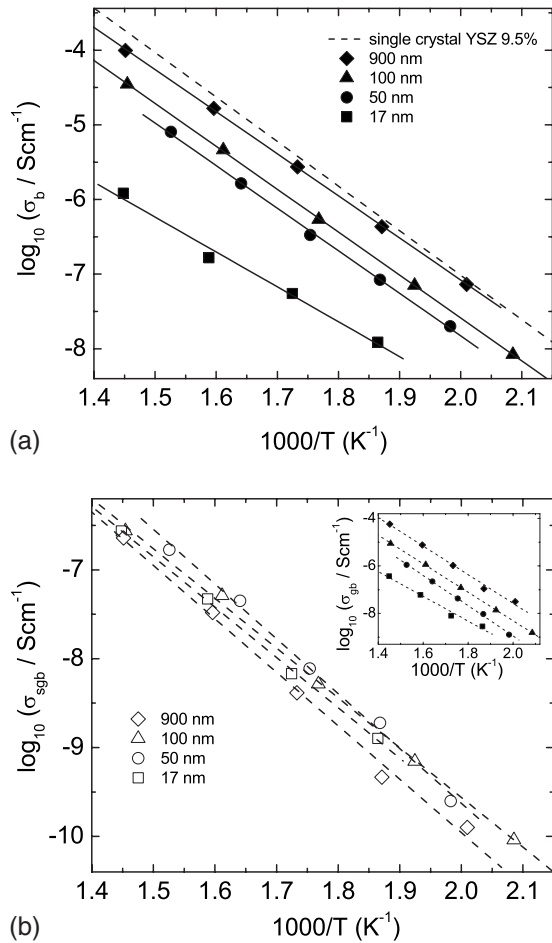 single crystal YSZ 9.5%
900 nm
100 nm
50 nm
17 nm
-4
-5
-6
-7
-8
log₁₀ (σ_b / Scm⁻¹)
1.4 1.5 1.6 1.7 1.8 1.9 2.0 2.1
1000/T (K⁻¹)
(a)
-7
-8
-9
-10
log₁₀ (σ_sgb / Scm⁻¹)
-4
-6
-8
log₁₀ (σ_gb / Scm⁻¹)
1.4 1.6 1.8 2.0
1000/T (K⁻¹)
900 nm
100 nm
50 nm
17 nm
1.4 1.5 1.6 1.7 1.8 1.9 2.0 2.1
1000/T (K⁻¹)
(b)